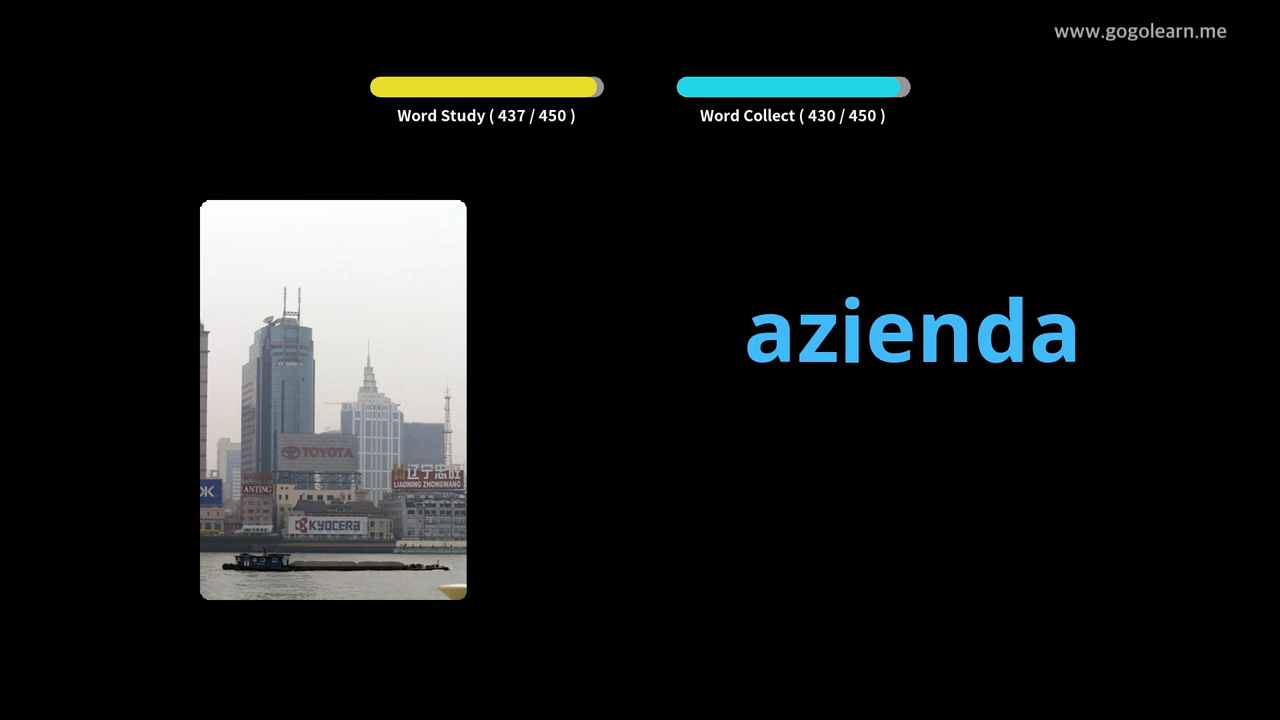 www.gogolearn.me
Word Study ( 437 / 450 )
Word Collect ( 430 / 450 )
azienda
TOYOTA
辽宁忠旺
LIAONING ZHONGWANG
OK
ANTING
KYOCERA